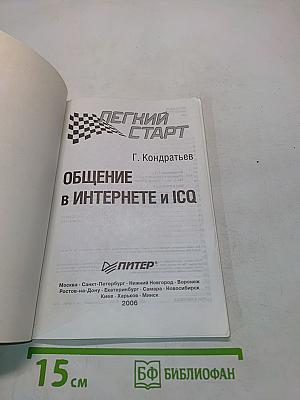 ЛЕГКИЙ
СТАРТ
Г. Кондратьев
ОБЩЕНИЕ
в ИНТЕРНЕТЕ и ICQ
ПИТЕР®
Москва · Санкт-Петербург · Нижний Новгород · Воронеж
Ростов-на-Дону · Екатеринбург · Самара · Новосибирск
Киев · Харьков · Минск
2006
15 см
БФ БИБЛИОФАН